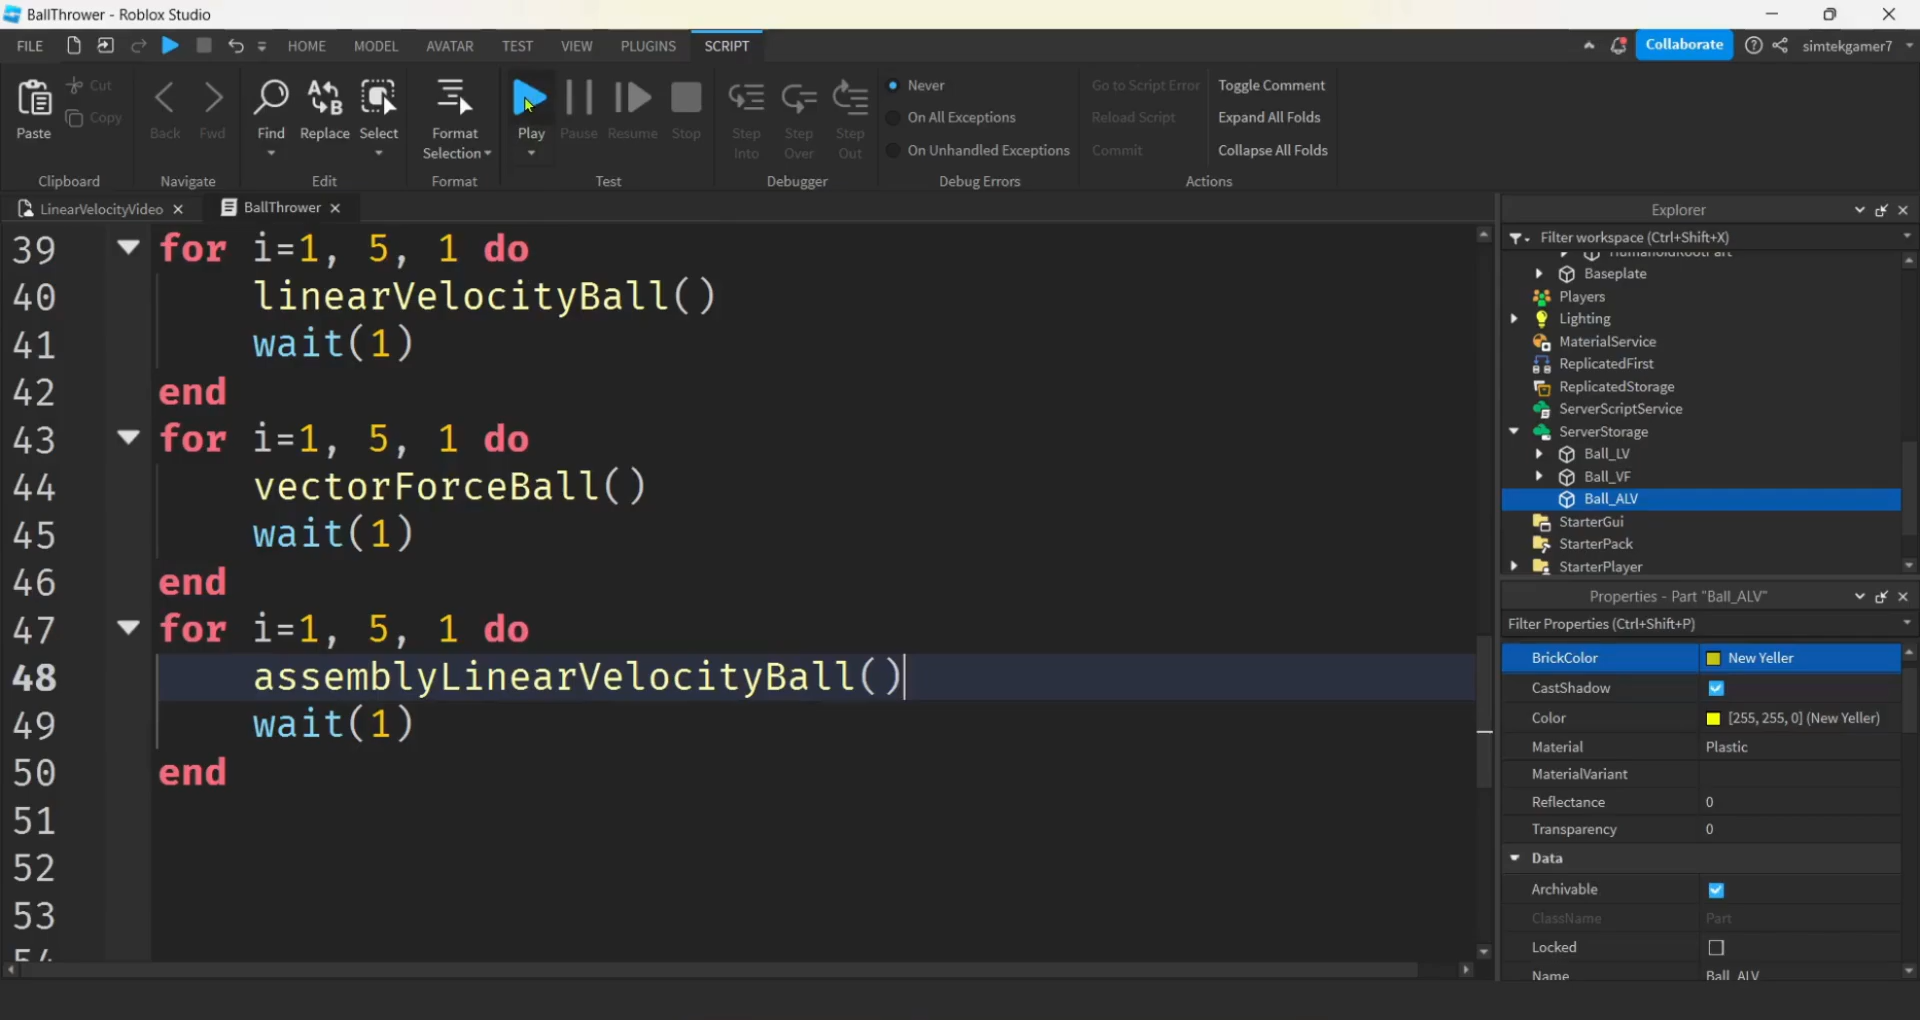 BallThrower - Roblox Studio
FILE HOME MODEL AVATAR TEST VIEW PLUGINS SCRIPT Collaborate simtekgamer7
Paste Cut Copy
Clipboard
Back Fwd
Navigate
Find Replace Select
Edit
Format Selection
Format
Play Pause Resume Stop
Test
Step Into Step Over Step Out
Debugger
Never
On All Exceptions
On Unhandled Exceptions
Debug Errors
Go to Script Error Toggle Comment
Reload Script Expand All Folds
Commit Collapse All Folds
Actions
LinearVelocityVideo BallThrower
39 for i=1, 5, 1 do
40 linearVelocityBall()
41 wait(1)
42 end
43 for i=1, 5, 1 do
44 vectorForceBall()
45 wait(1)
46 end
47 for i=1, 5, 1 do
48 assemblyLinearVelocityBall()
49 wait(1)
50 end
51
52
53
54
Explorer
Filter workspace (Ctrl+Shift+X)
HumanoidRootPart
Baseplate
Players
Lighting
MaterialService
ReplicatedFirst
ReplicatedStorage
ServerScriptService
ServerStorage
Ball_LV
Ball_VF
Ball_ALV
StarterGui
StarterPack
StarterPlayer
Properties - Part "Ball_ALV"
Filter Properties (Ctrl+Shift+P)
BrickColor New Yeller
CastShadow
Color [255, 255, 0] (New Yeller)
Material Plastic
MaterialVariant
Reflectance 0
Transparency 0
Data
Archivable
ClassName Part
Locked
Name Ball_ALV